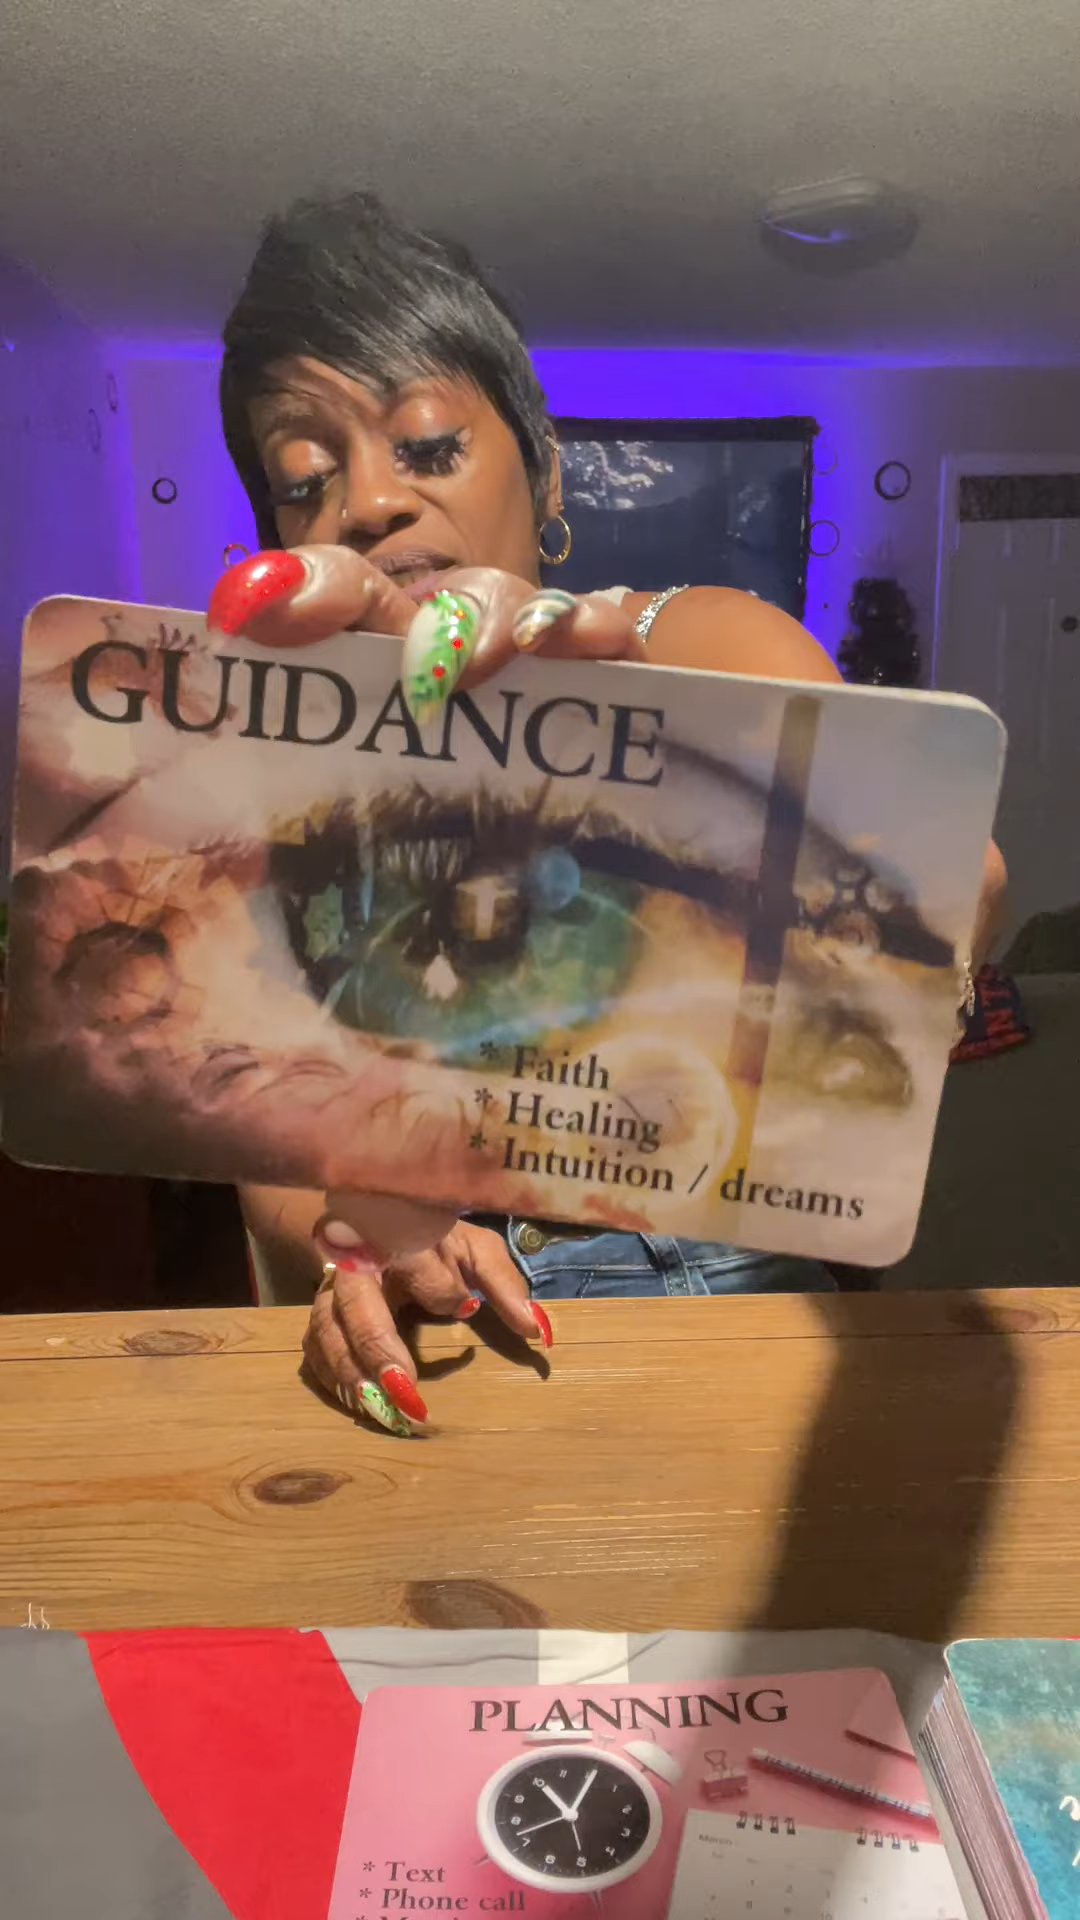 GUIDANCE
* Faith
* Healing
* Intuition / dreams
PLANNING
* Text
* Phone call